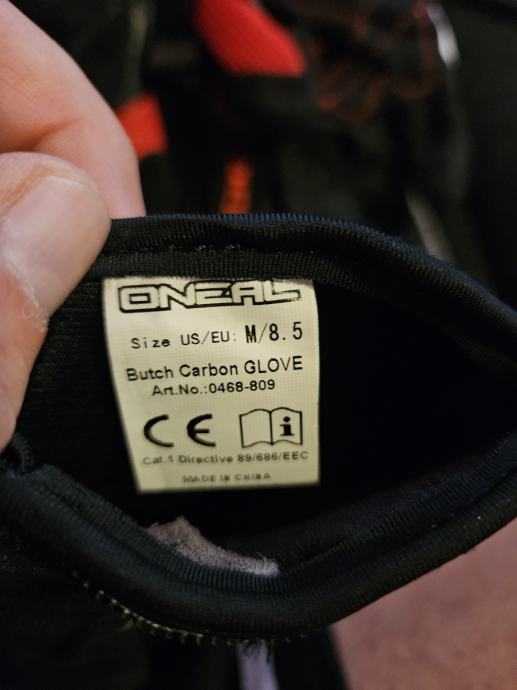 ONEAL
Size US/EU: M/8.5
Butch Carbon GLOVE
Art.No.:0468-809
CE i
Cat.1 Directive 89/686/EEC
MADE IN CHINA